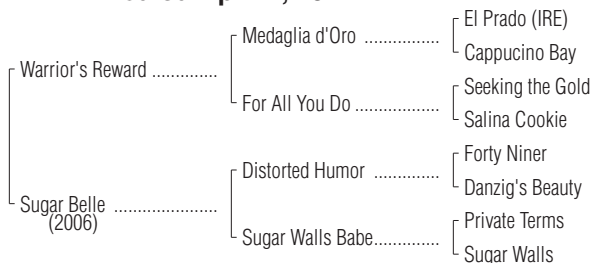 El Prado (IRE)
Medaglia d'Oro ...............
Cappucino Bay
Warrior's Reward .............
Seeking the Gold
For All You Do .................
Salina Cookie
Forty Niner
Distorted Humor .............
Danzig's Beauty
Sugar Belle .....................
(2006)
Private Terms
Sugar Walls Babe.............
Sugar Walls